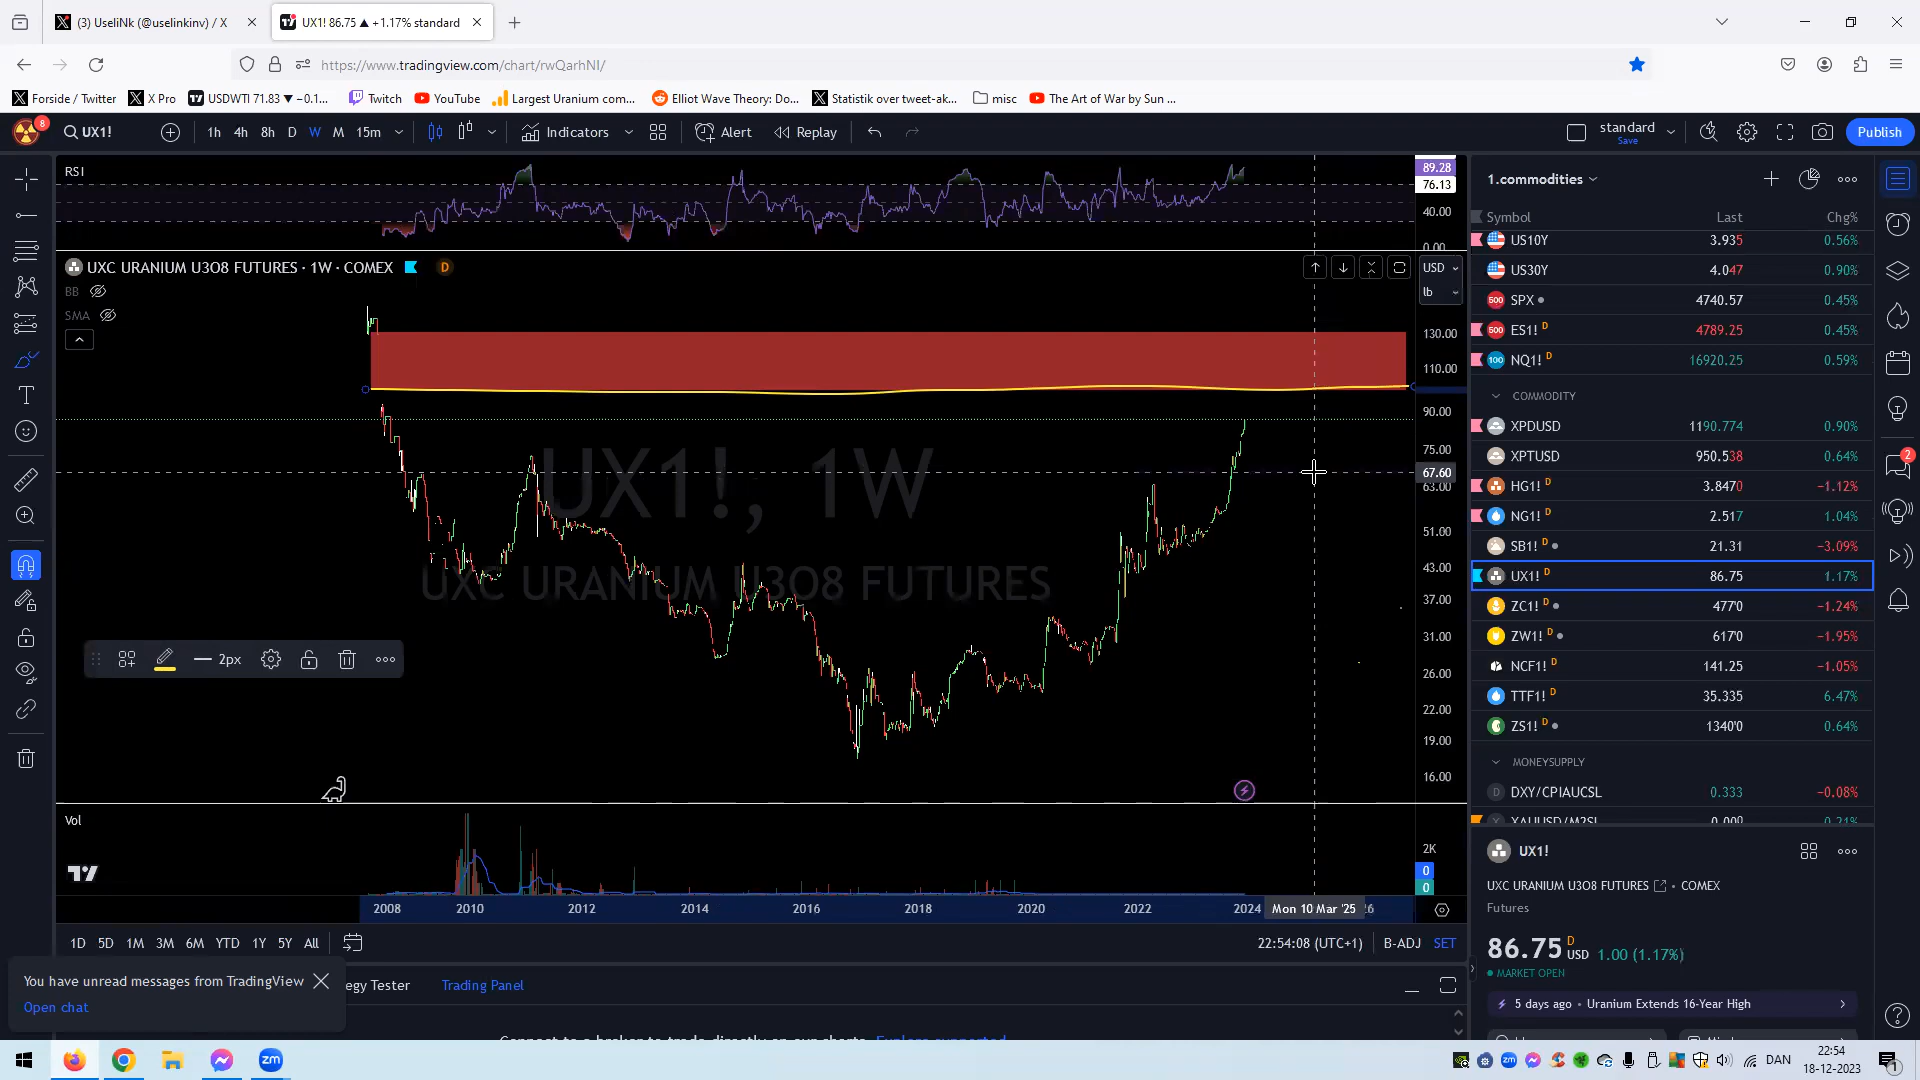 (3) UseliNk (@uselinkinv) / X
UX1! 86.75 ▲ +1.17% standard
https://www.tradingview.com/chart/rwQarhNI/
Forside / Twitter
X Pro
USDWTI 71.83 ▼ −0.1...
Twitch
YouTube
Largest Uranium com...
Elliot Wave Theory: Do...
Statistik over tweet-ak...
misc
The Art of War by Sun ...
8
UX1!
1h 4h 8h D W M 15m
Indicators
Alert
Replay
standard
Save
Publish
RSI
89.28
76.13
40.00
0.00
UXC URANIUM U3O8 FUTURES · 1W · COMEX
D
BB
SMA
USD
lb
130.00
110.00
90.00
75.00
67.60
63.00
51.00
43.00
37.00
31.00
26.00
22.00
19.00
16.00
UX1!, 1W
UXC URANIUM U3O8 FUTURES
2px
Vol
2K
0
0
2008 2010 2012 2014 2016 2018 2020 2022 2024 Mon 10 Mar '25
1D 5D 1M 3M 6M YTD 1Y 5Y All
22:54:08 (UTC+1) B-ADJ SET
You have unread messages from TradingView
Open chat
egy Tester
Trading Panel
1.commodities
Symbol Last Chg%
US10Y 3.935 0.56%
US30Y 4.047 0.90%
SPX 4740.57 0.45%
ES1! D 4789.25 0.45%
NQ1! D 16920.25 0.59%
COMMODITY
XPDUSD 1190.774 0.90%
XPTUSD 950.538 0.64%
HG1! D 3.8470 −1.12%
NG1! D 2.517 1.04%
SB1! D 21.31 −3.09%
UX1! D 86.75 1.17%
ZC1! D 477'0 −1.24%
ZW1! D 617'0 −1.95%
NCF1! D 141.25 −1.05%
TTF1! D 35.335 6.47%
ZS1! D 1340'0 0.64%
MONEYSUPPLY
DXY/CPIAUCSL 0.333 −0.08%
XAUUSD/M2SL 0.000 0.21%
UX1!
UXC URANIUM U3O8 FUTURES • COMEX
Futures
86.75 D USD 1.00 (1.17%)
MARKET OPEN
5 days ago • Uranium Extends 16-Year High
2
DAN
22:54
18-12-2023